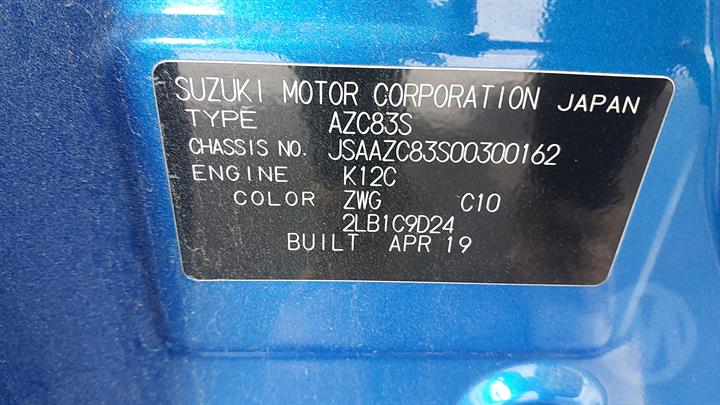 SUZUKI MOTOR CORPORATION JAPAN
TYPE AZC83S
CHASSIS NO. JSAAZC83S00300162
ENGINE K12C
COLOR ZWG C10
2LB1C9D24
BUILT APR 19